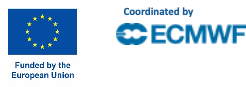 Coordinated by
ECMWF
Funded by the
European Union